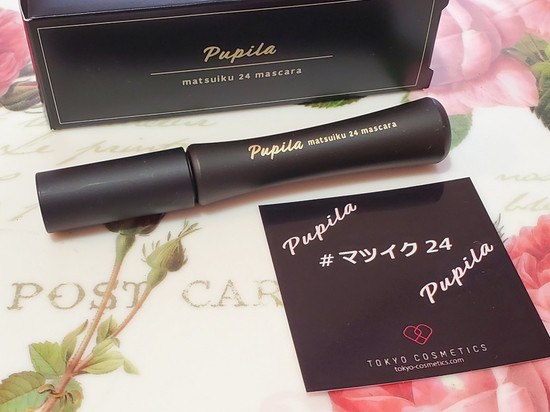 Pupila
matsuiku 24 mascara
Pupila matsuiku 24 mascara
Pupila
# マツイク 24
Pupila
TOKYO COSMETICS
tokyo-cosmetics.com
POST CAR